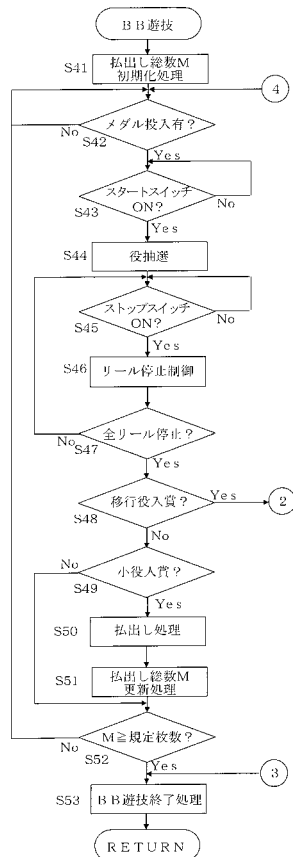 ＢＢ遊技
S41
払出し総数Ｍ
初期化処理
4
メダル投入有？
No
S42
Yes
スタートスイッチ
ON？
S43
No
Yes
S44
役抽選
ストップスイッチ
ON？
S45
No
Yes
S46
リール停止制御
全リール停止？
No
S47
Yes
移行役入賞？
Yes
2
S48
No
No
小役入賞？
S49
Yes
S50
払出し処理
S51
払出し総数Ｍ
更新処理
M≧規定枚数？
No
S52
Yes
3
S53
ＢＢ遊技終了処理
RETURN